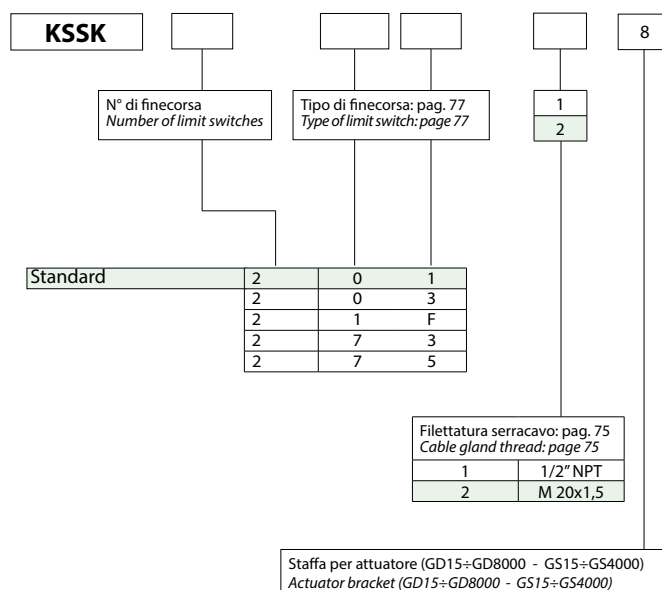 KSSK 8
N° di finecorsa
Number of limit switches
Tipo di finecorsa: pag. 77
Type of limit switch: page 77
1
2
Standard 2 0 1
2 0 3
2 1 F
2 7 3
2 7 5
Filettatura serracavo: pag. 75
Cable gland thread: page 75
1 1/2” NPT
2 M 20x1,5
Staffa per attuatore (GD15÷GD8000 - GS15÷GS4000)
Actuator bracket (GD15÷GD8000 - GS15÷GS4000)